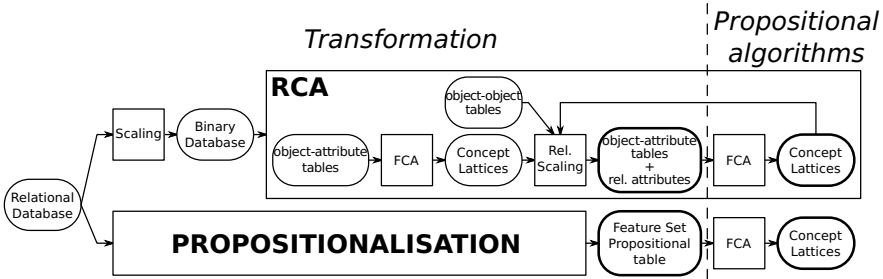 Transformation
Propositional
algorithms
RCA
object-object
tables
Scaling
Binary
Database
object-attribute
tables
FCA
Concept
Lattices
Rel.
Scaling
object-attribute
tables
+
rel. attributes
FCA
Concept
Lattices
Relational
Database
PROPOSITIONALISATION
Feature Set
Propositional
table
FCA
Concept
Lattices